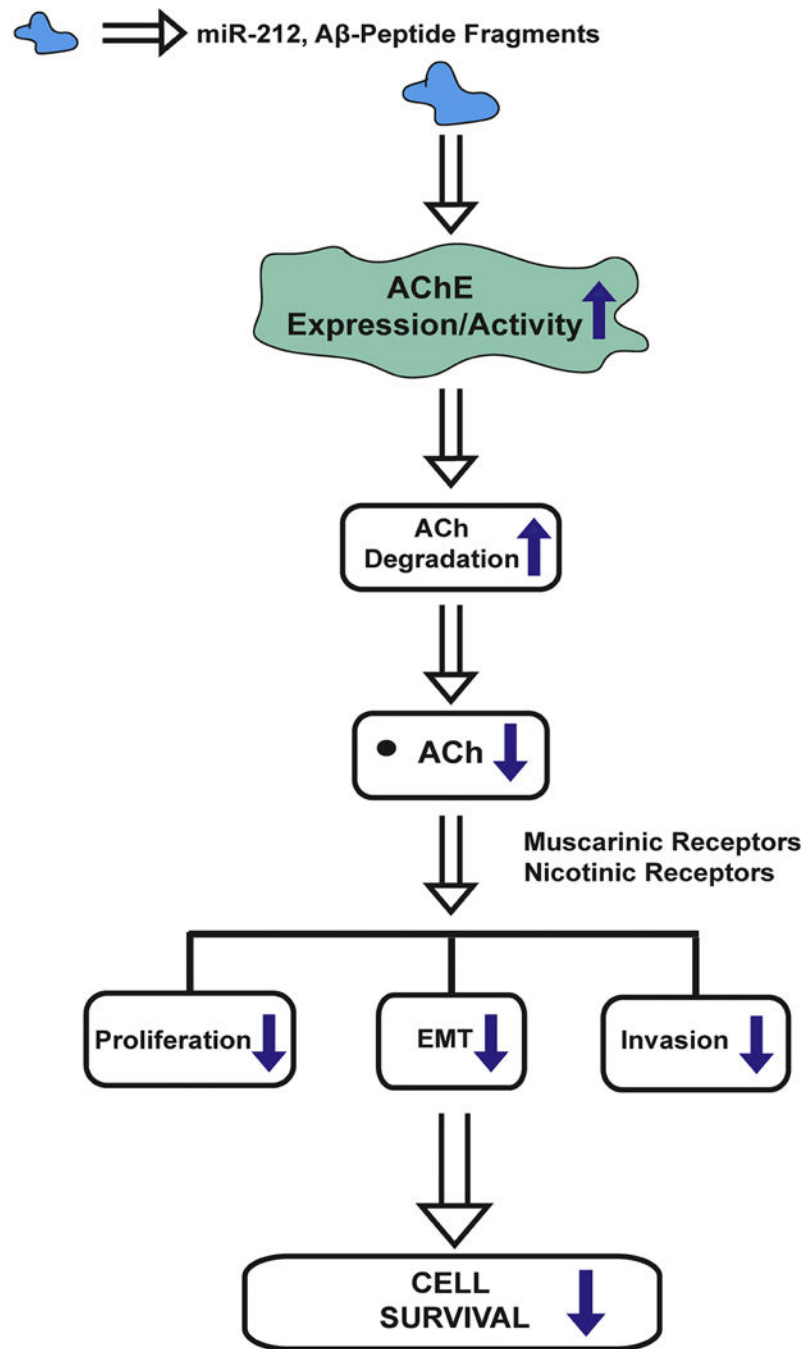 miR-212, Aβ-Peptide Fragments
AChE
Expression/Activity
ACh
Degradation
ACh
Muscarinic Receptors
Nicotinic Receptors
Proliferation
EMT
Invasion
CELL
SURVIVAL